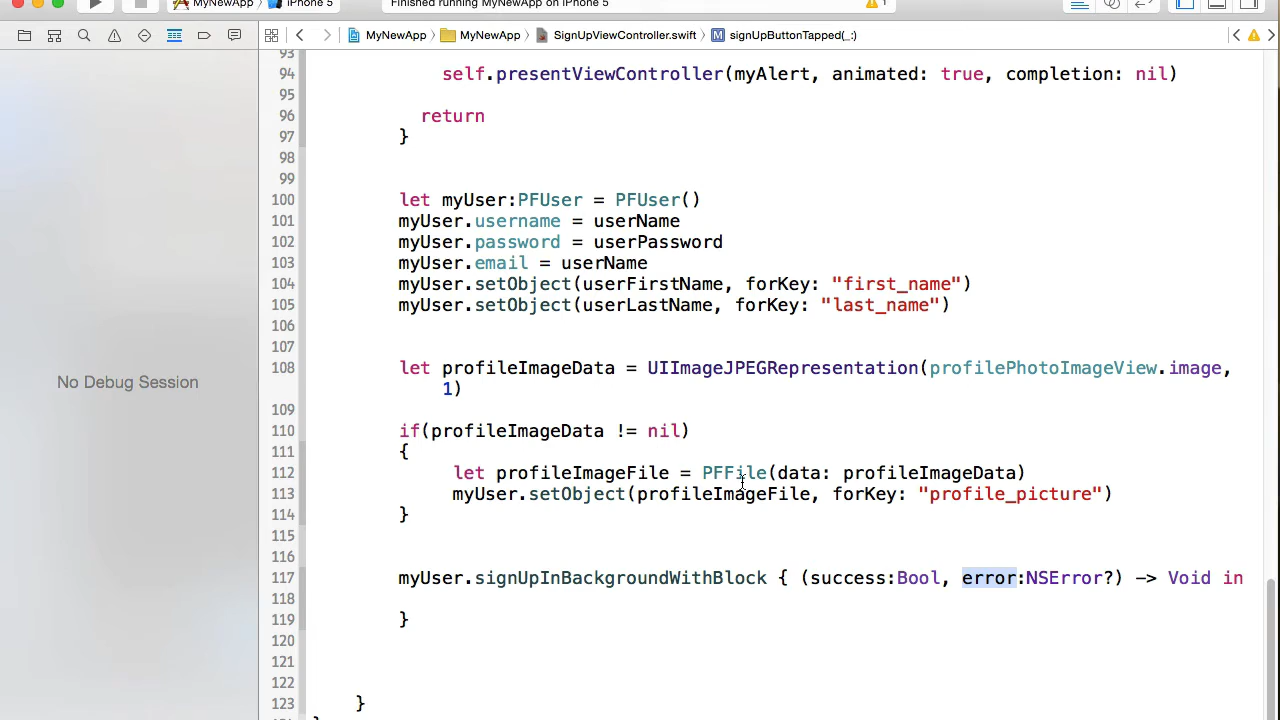 MyNewApp iPhone 5 Finished running MyNewApp on iPhone 5 1
MyNewApp MyNewApp SignUpViewController.swift M signUpButtonTapped(_:)
93
94 self.presentViewController(myAlert, animated: true, completion: nil)
95
96 return
97 }
98
99
100 let myUser:PFUser = PFUser()
101 myUser.username = userName
102 myUser.password = userPassword
103 myUser.email = userName
104 myUser.setObject(userFirstName, forKey: "first_name")
105 myUser.setObject(userLastName, forKey: "last_name")
106
107
108 let profileImageData = UIImageJPEGRepresentation(profilePhotoImageView.image,
1)
109
110 if(profileImageData != nil)
111 {
112 let profileImageFile = PFFile(data: profileImageData)
113 myUser.setObject(profileImageFile, forKey: "profile_picture")
114 }
115
116
117 myUser.signUpInBackgroundWithBlock { (success:Bool, error:NSError?) -> Void in
118
119 }
120
121
122
123 }
No Debug Session